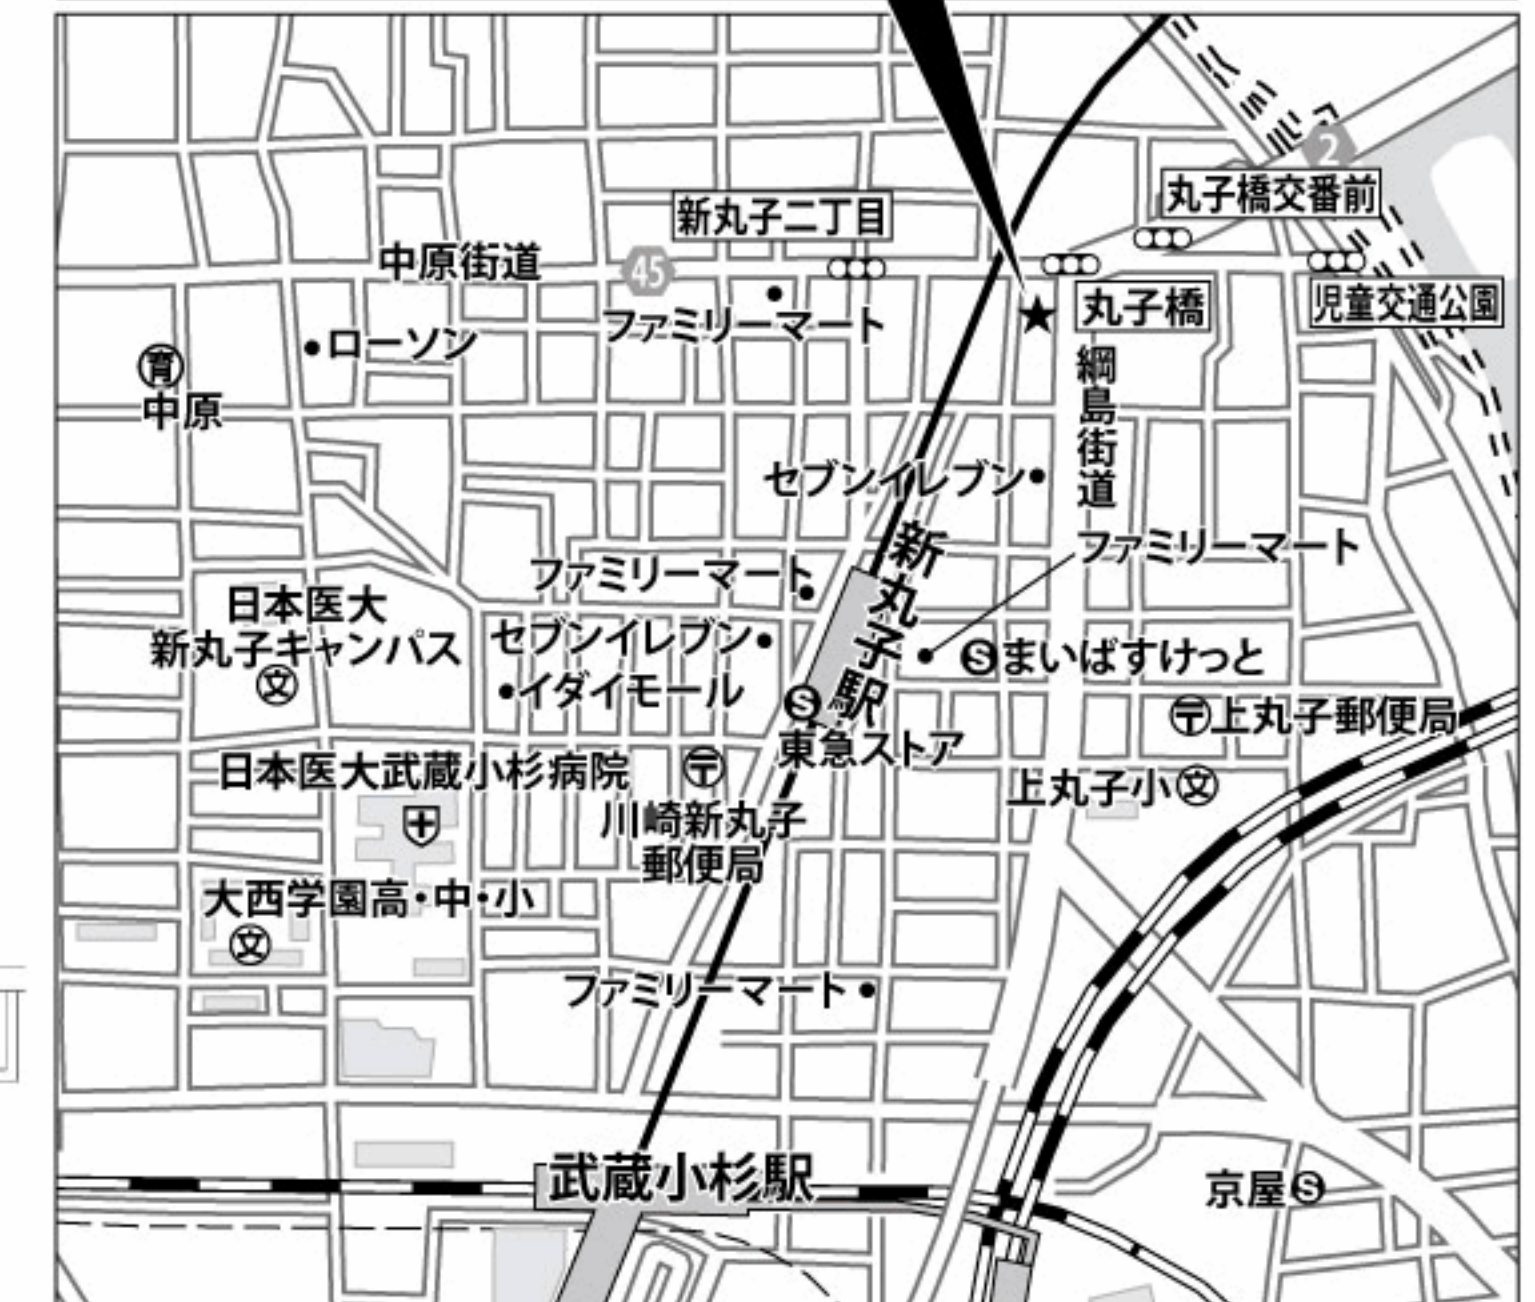 2
丸子橋交番前
新丸子二丁目
中原街道
45
ファミリーマート
丸子橋
児童交通公園
ローソン
育
中原
綱島街道
セブンイレブン
新丸子駅
ファミリーマート
ファミリーマート
日本医大
新丸子キャンパス
文
セブンイレブン
Sまいばすけっと
イダイモール
S
東急ストア
〒上丸子郵便局
日本医大武蔵小杉病院
〒
川崎新丸子
郵便局
上丸子小文
大西学園高・中・小
文
ファミリーマート
武蔵小杉駅
京屋S